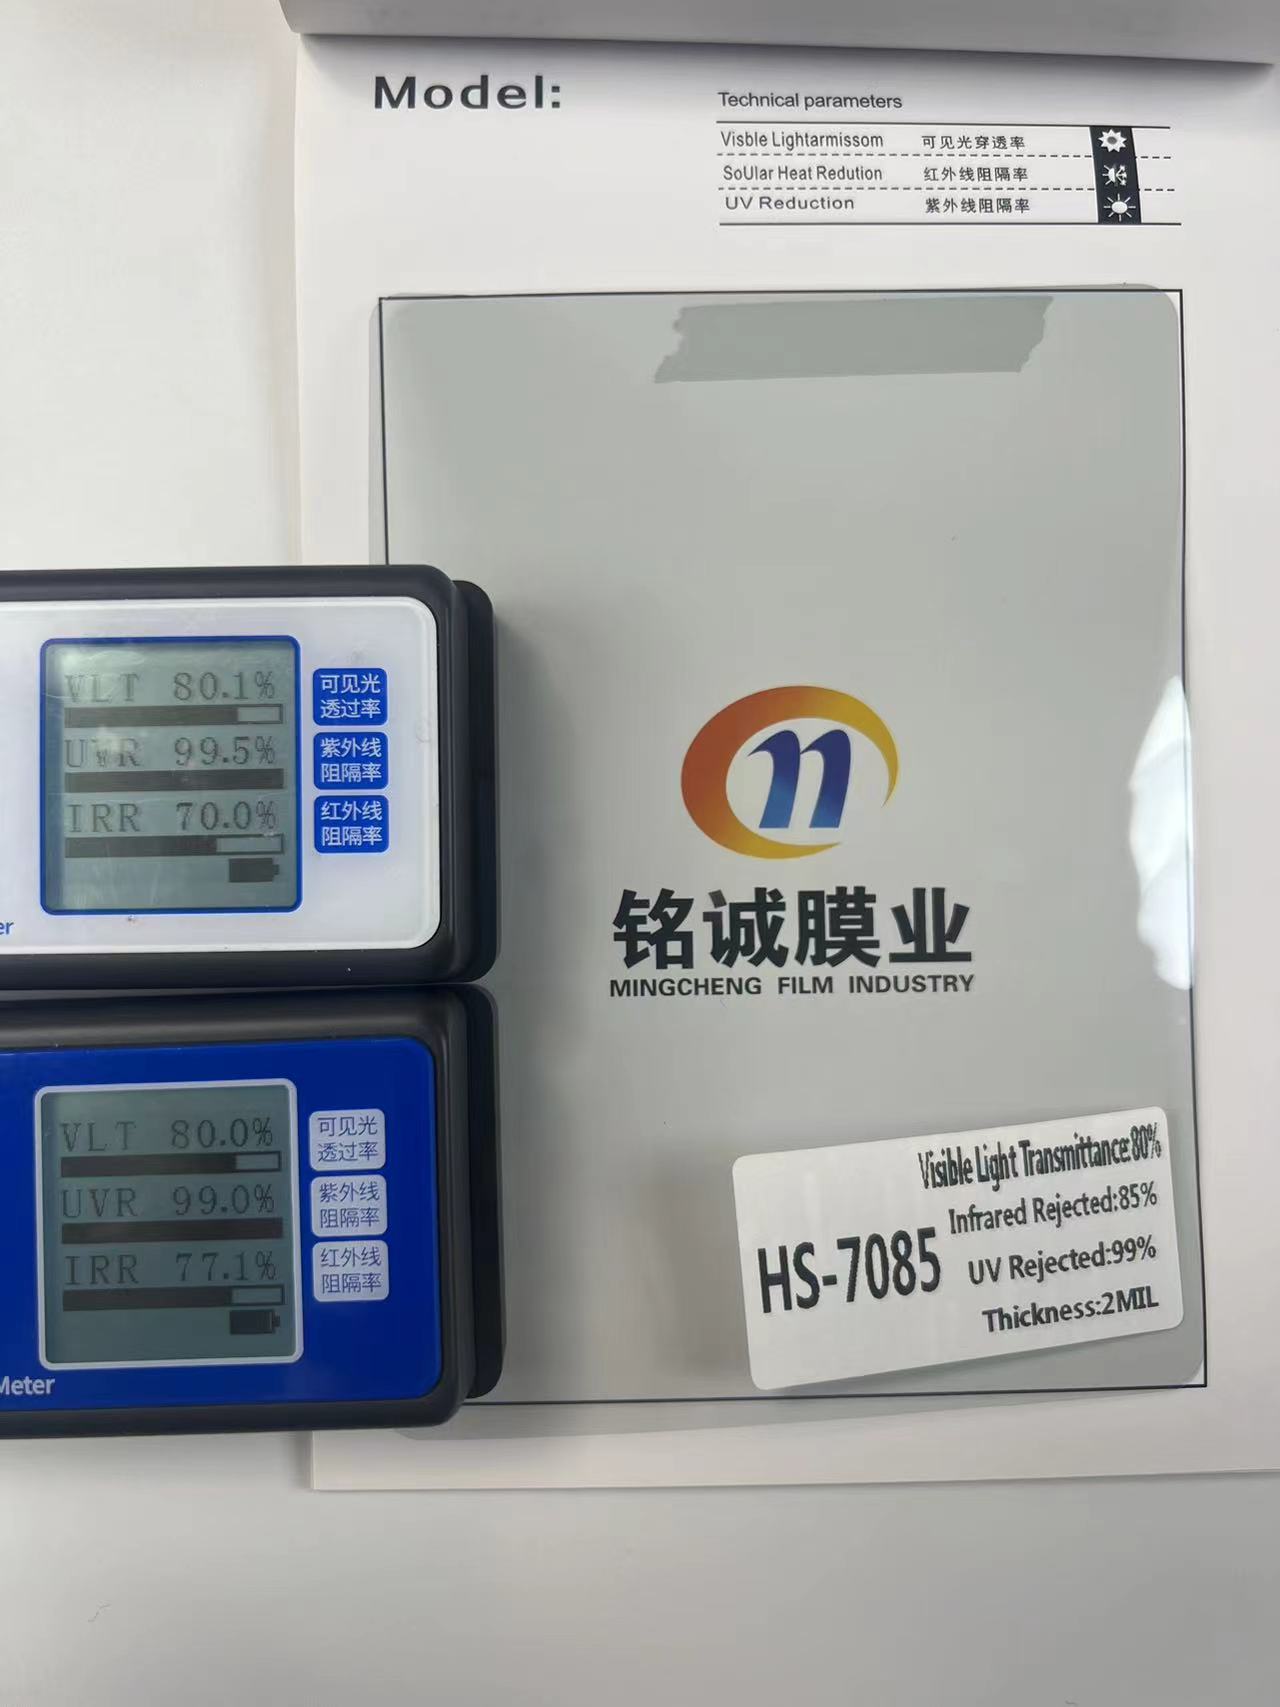 Model:
Technical parameters
Visble Lightarmissom 可见光穿透率
SoUlar Heat Redution 红外线阻隔率
UV Reduction 紫外线阻隔率
VLT 80.1%
UVR 99.5%
IRR 70.0%
可见光
透过率
紫外线
阻隔率
红外线
阻隔率
er
铭诚膜业
MINGCHENG FILM INDUSTRY
VLT 80.0%
UVR 99.0%
IRR 77.1%
可见光
透过率
紫外线
阻隔率
红外线
阻隔率
Meter
HS-7085
Visible Light Transmittance:80%
Infrared Rejected:85%
UV Rejected:99%
Thickness:2MIL